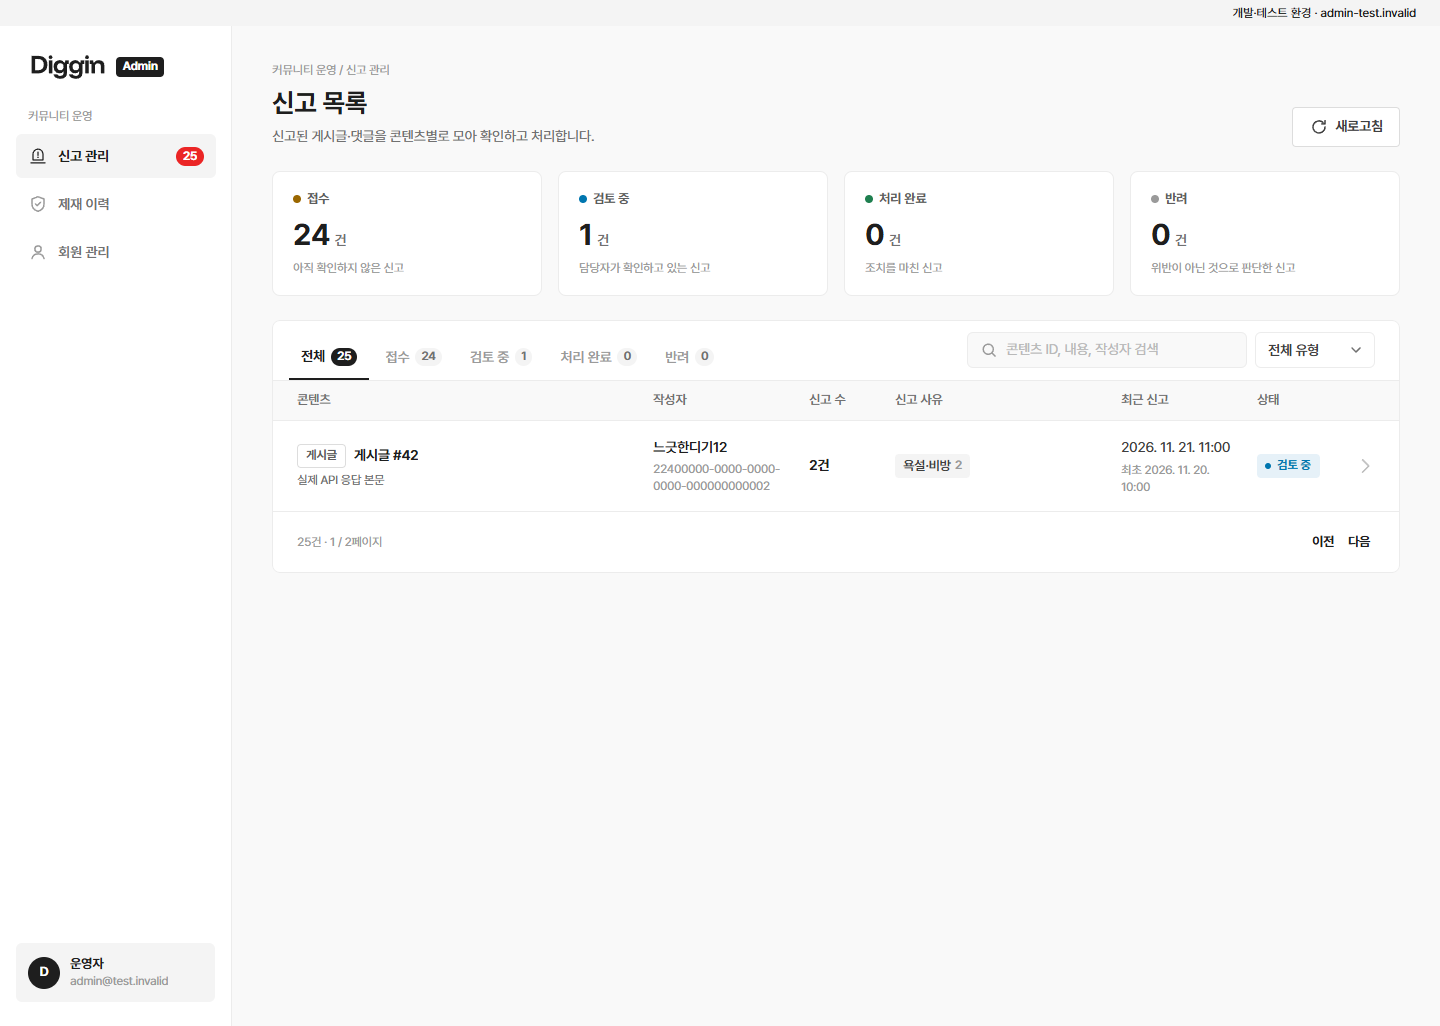 개발·테스트 환경 · admin-test.invalid
Diggin Admin
커뮤니티 운영
신고 관리 25
제재 이력
회원 관리
커뮤니티 운영 / 신고 관리
신고 목록
신고된 게시글·댓글을 콘텐츠별로 모아 확인하고 처리합니다.
새로고침
접수
24 건
아직 확인하지 않은 신고
검토 중
1 건
담당자가 확인하고 있는 신고
처리 완료
0 건
조치를 마친 신고
반려
0 건
위반이 아닌 것으로 판단한 신고
전체 25 접수 24 검토 중 1 처리 완료 0 반려 0
콘텐츠 ID, 내용, 작성자 검색
전체 유형
콘텐츠 작성자 신고 수 신고 사유 최근 신고 상태
게시글 게시글 #42
실제 API 응답 본문
느긋한디기12
22400000-0000-0000-
0000-000000000002
2건
욕설·비방 2
2026. 11. 21. 11:00
최초 2026. 11. 20.
10:00
검토 중
25건 · 1 / 2페이지
이전 다음
D
운영자
admin@test.invalid